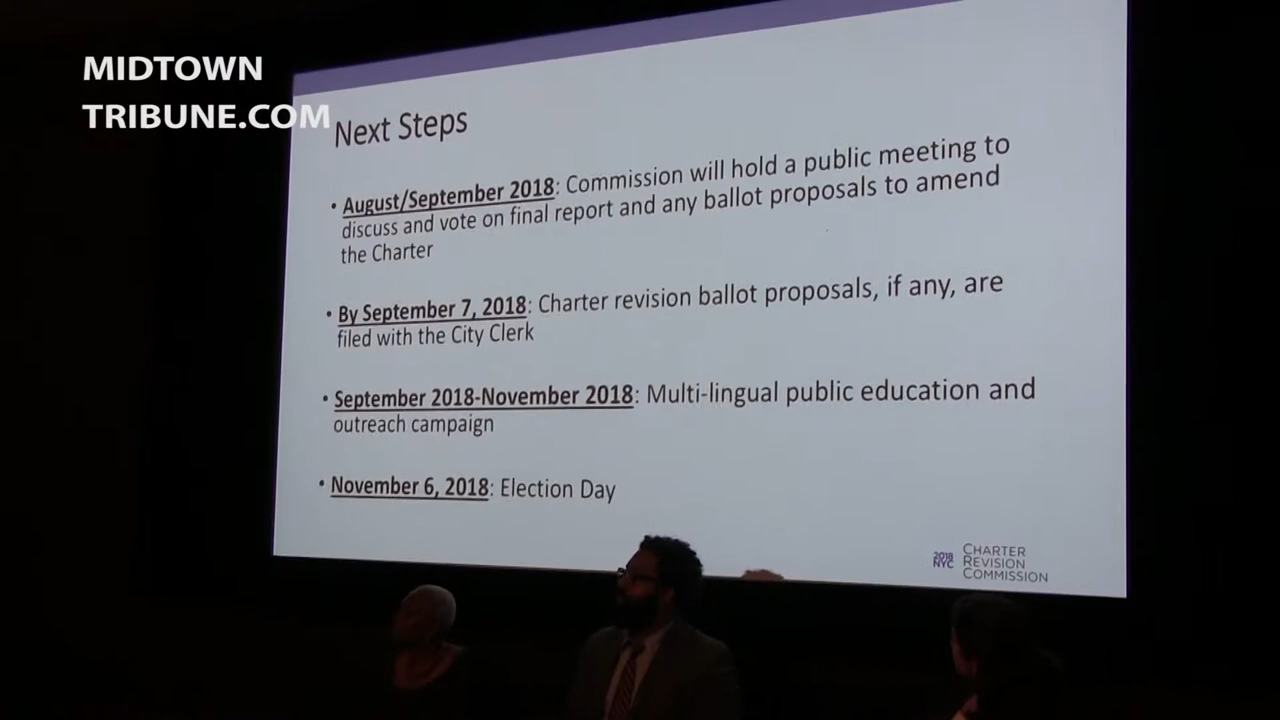 MIDTOWN
TRIBUNE.COM
Next Steps
• August/September 2018: Commission will hold a public meeting to
discuss and vote on final report and any ballot proposals to amend
the Charter
• By September 7, 2018: Charter revision ballot proposals, if any, are
filed with the City Clerk
• September 2018-November 2018: Multi-lingual public education and
outreach campaign
• November 6, 2018: Election Day
2018
NYC
CHARTER
REVISION
COMMISSION